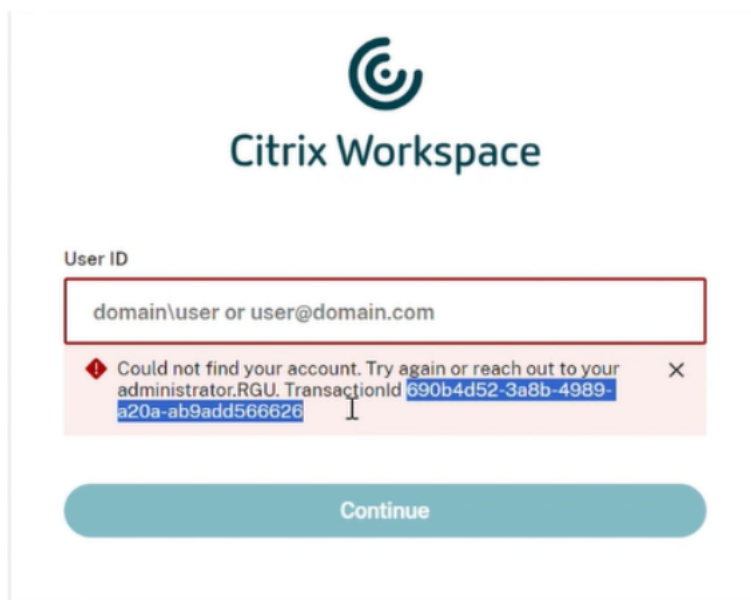 Citrix Workspace
User ID
domain\user or user@domain.com
Could not find your account. Try again or reach out to your
administrator.RGU. TransactionId 690b4d52-3a8b-4989-
a20a-ab9add566626
Continue